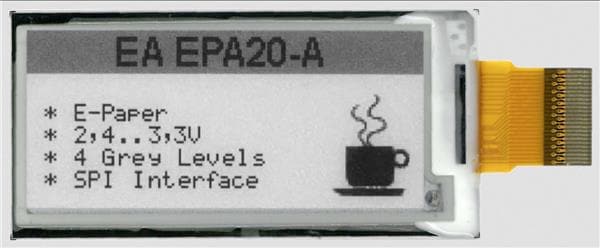 EA EPA20-A
* E-Paper
* 2,4..3,3V
* 4 Grey Levels
* SPI Interface